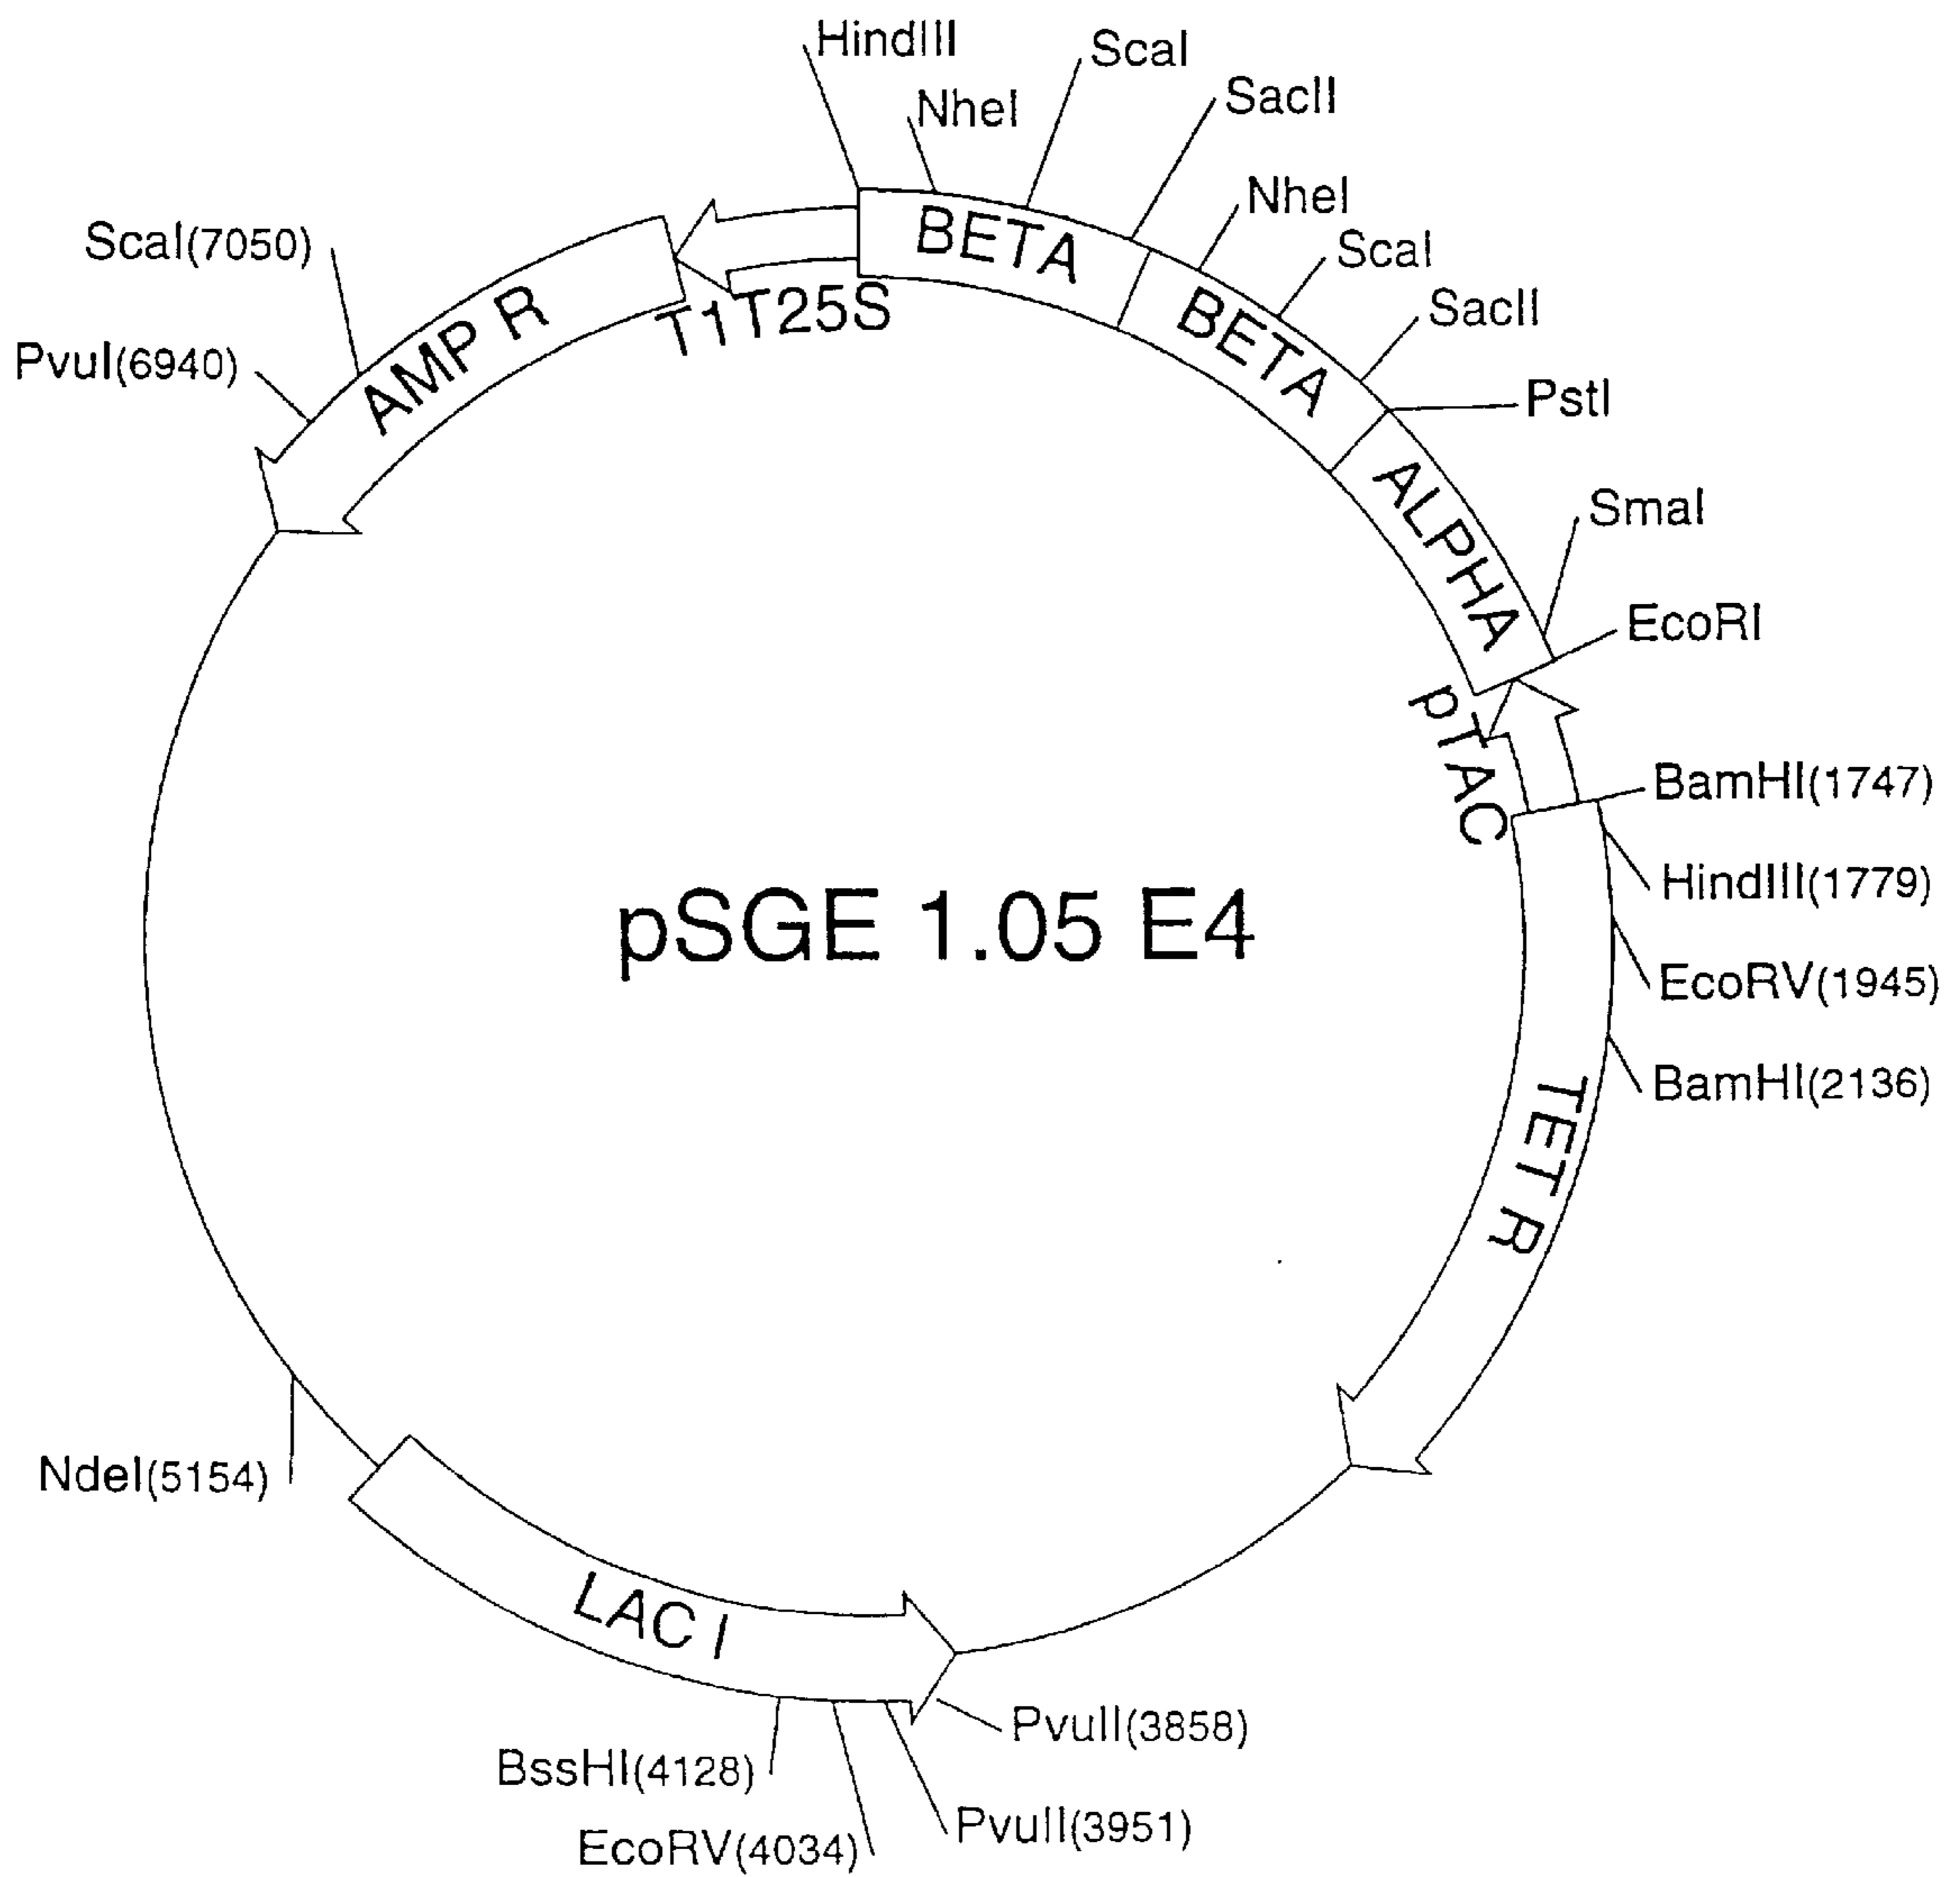 HindIII
ScaI
NheI
SacII
NheI
ScaI
SacII
PstI
SmaI
EcoRI
BamHI(1747)
HindIII(1779)
EcoRV(1945)
BamHI(2136)
PvuII(3858)
PvuII(3951)
EcoRV(4034)
BssHI(4128)
NdeI(5154)
PvuI(6940)
ScaI(7050)
BETA
BETA
ALPHA
pTAC
TET R
LAC I
AMP R
T1T25S
pSGE 1.05 E4